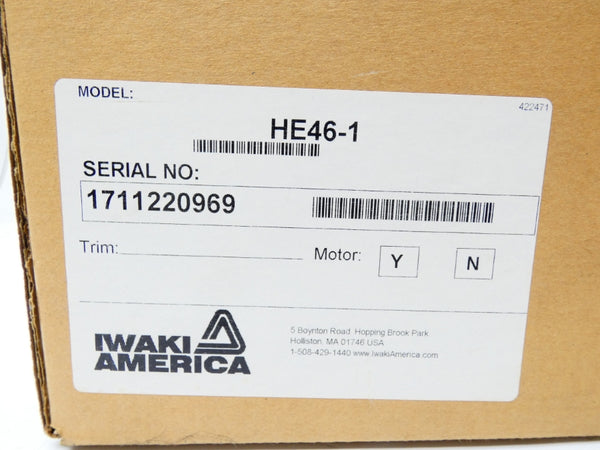 MODEL:
422471
HE46-1
SERIAL NO:
1711220969
Trim:
Motor: Y N
IWAKI
AMERICA
5 Boynton Road Hopping Brook Park
Holliston, MA 01746 USA
1-508-429-1440 www.IwakiAmerica.com